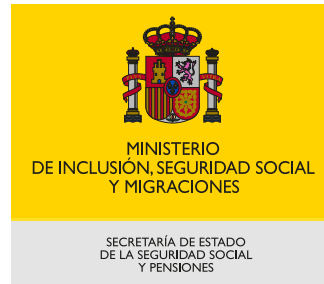 MINISTERIO
DE INCLUSIÓN, SEGURIDAD SOCIAL
Y MIGRACIONES
SECRETARÍA DE ESTADO
DE LA SEGURIDAD SOCIAL
Y PENSIONES